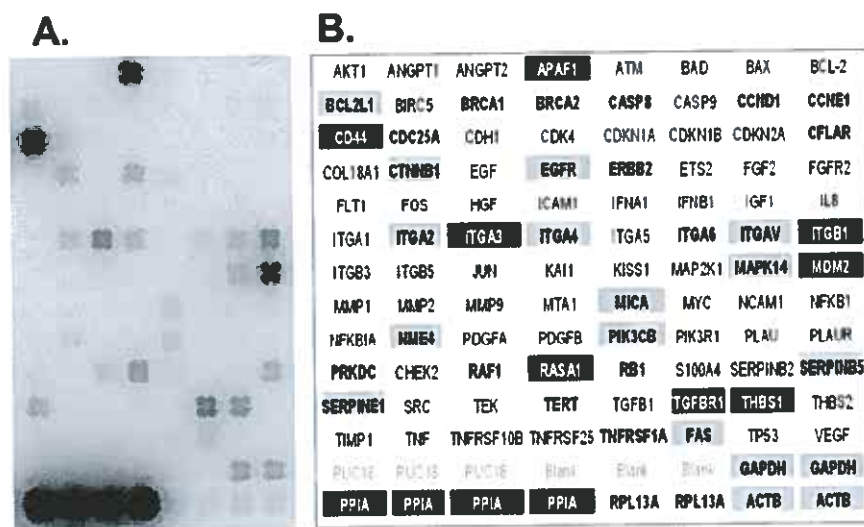 A. B.
AKT1 ANGPT1 ANGPT2 APAF1 ATM BAD BAX BCL-2
BCL2L1 BIRC5 BRCA1 BRCA2 CASP8 CASP9 CCND1 CCNE1
CD44 CDC25A CDH1 CDK4 CDKN1A CDKN1B CDKN2A CFLAR
COL18A1 CTNNB1 EGF EGFR ERBB2 ETS2 FGF2 FGFR2
FLT1 FOS HGF ICAM1 IFNA1 IFNB1 IGF1 IL8
ITGA1 ITGA2 ITGA3 ITGA4 ITGA5 ITGA6 ITGAV ITGB1
ITGB3 ITGB5 JUN KAI1 KISS1 MAP2K1 MAPK14 MDM2
MMP1 MMP2 MMP9 MTA1 MICA MYC NCAM1 NFKB1
NFKBIA NME4 PDGFA PDGFB PIK3CB PIK3R1 PLAU PLAUR
PRKDC CHEK2 RAF1 RASA1 RB1 S100A4 SERPINB2 SERPINB5
SERPINE1 SRC TEK TERT TGFB1 TGFBR1 THBS1 THBS2
TIMP1 TNF TNFRSF10B TNFRSF25 TNFRSF1A FAS TP53 VEGF
PUC18 PUC18 PUC18 Blank Blank Blank GAPDH GAPDH
PPIA PPIA PPIA PPIA RPL13A RPL13A ACTB ACTB